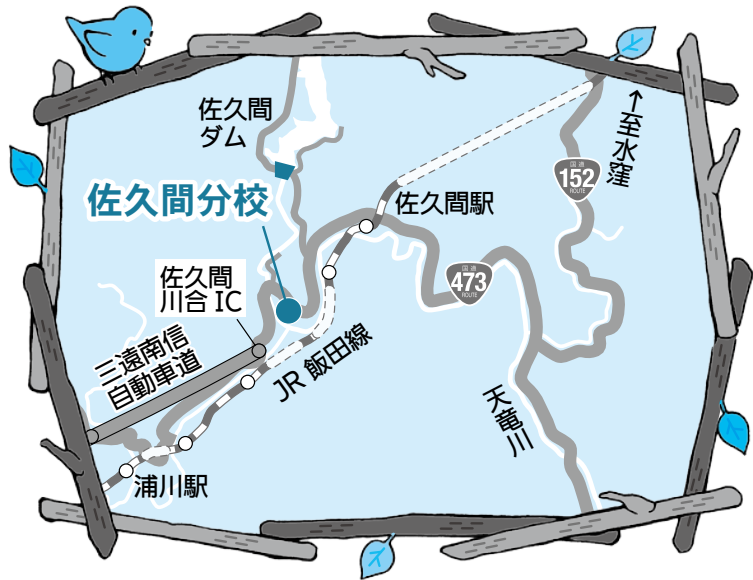 佐久間
ダム
↑至水窪
国道
152
ROUTE
佐久間分校
佐久間駅
佐久間
川合 IC
国道
473
ROUTE
三遠南信
自動車道
JR 飯田線
天竜川
浦川駅